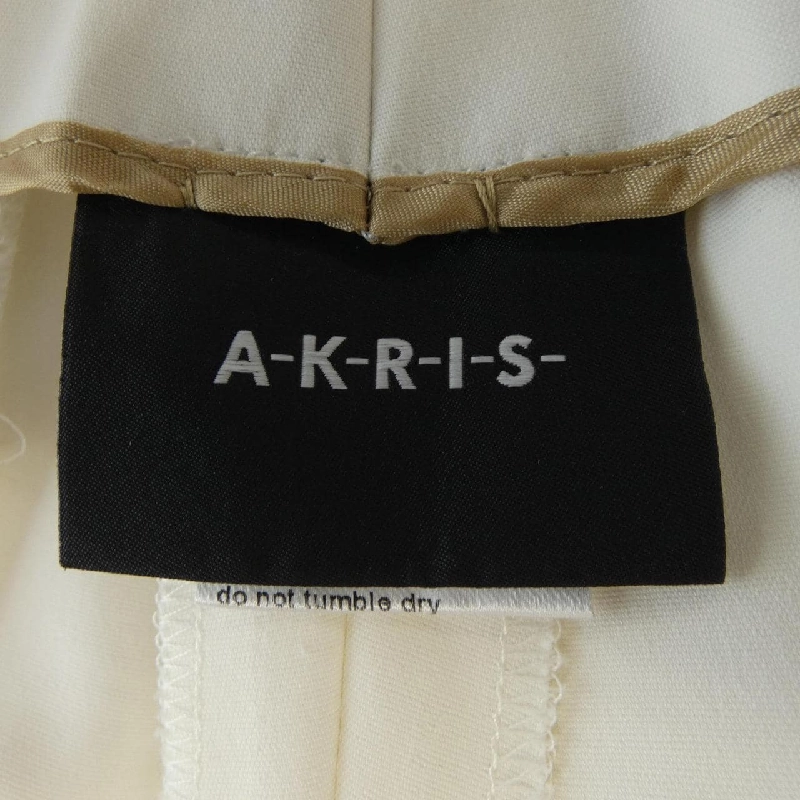 A-K-R-I-S-
do not tumble dry